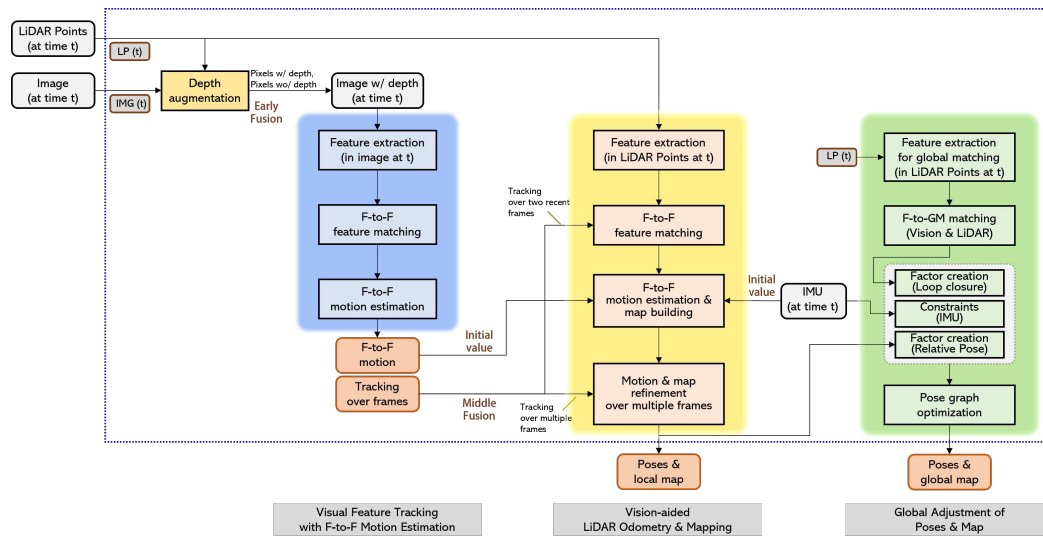 LiDAR Points
(at time t)
LP (t)
Image
(at time t)
IMG (t)
Depth
augmentation
Pixels w/ depth,
Pixels wo/ depth
Early
Fusion
Image w/ depth
(at time t)
Feature extraction
(in image at t)
F-to-F
feature matching
F-to-F
motion estimation
F-to-F
motion
Tracking
over frames
Initial
value
Middle
Fusion
Tracking
over two recent
frames
Tracking
over multiple
frames
Feature extraction
(in LiDAR Points at t)
F-to-F
feature matching
F-to-F
motion estimation &
map building
Motion & map
refinement
over multiple frames
Poses &
local map
Initial
value
IMU
(at time t)
LP (t)
Feature extraction
for global matching
(in LiDAR Points at t)
F-to-GM matching
(Vision & LiDAR)
Factor creation
(Loop closure)
Constraints
(IMU)
Factor creation
(Relative Pose)
Pose graph
optimization
Poses &
global map
Visual Feature Tracking
with F-to-F Motion Estimation
Vision-aided
LiDAR Odometry & Mapping
Global Adjustment of
Poses & Map